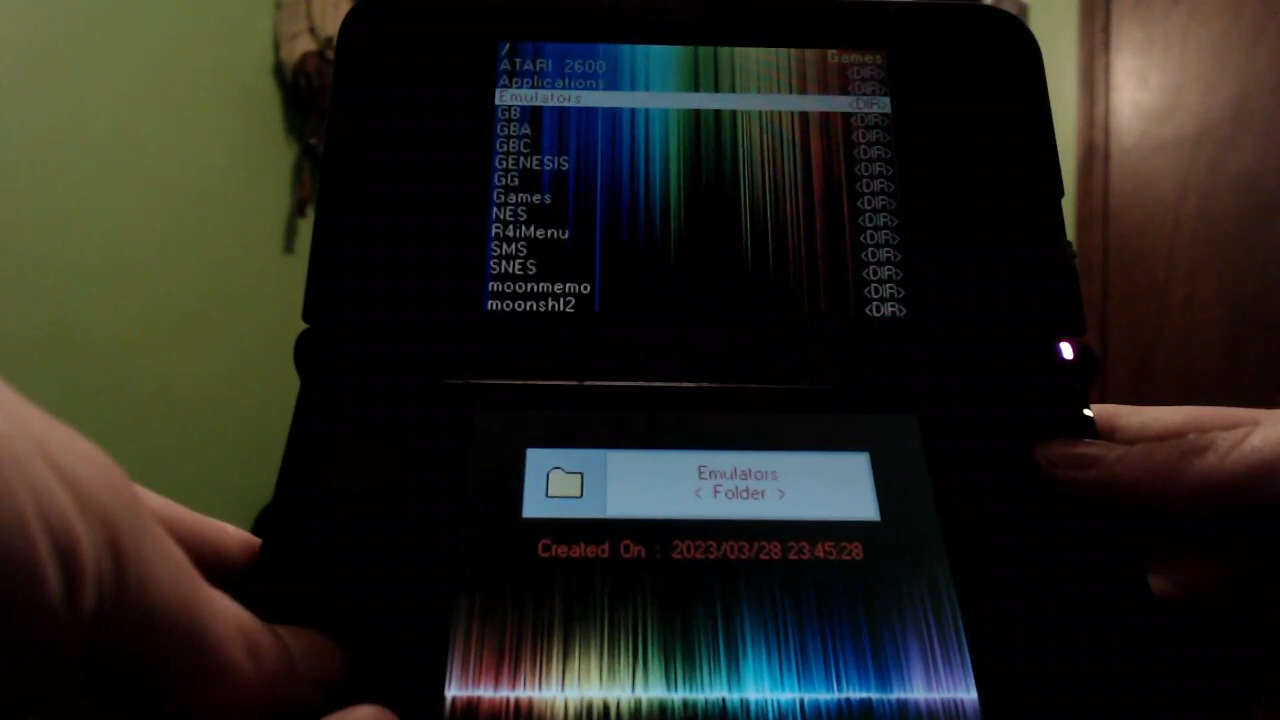 / Games
ATARI 2600 <DIR>
Applications <DIR>
Emulators <DIR>
GB <DIR>
GBA <DIR>
GBC <DIR>
GENESIS <DIR>
GG <DIR>
Games <DIR>
NES <DIR>
R4iMenu <DIR>
SMS <DIR>
SNES <DIR>
moonmemo <DIR>
moonshl2 <DIR>
Emulators
< Folder >
Created On : 2023/03/28 23:45:28